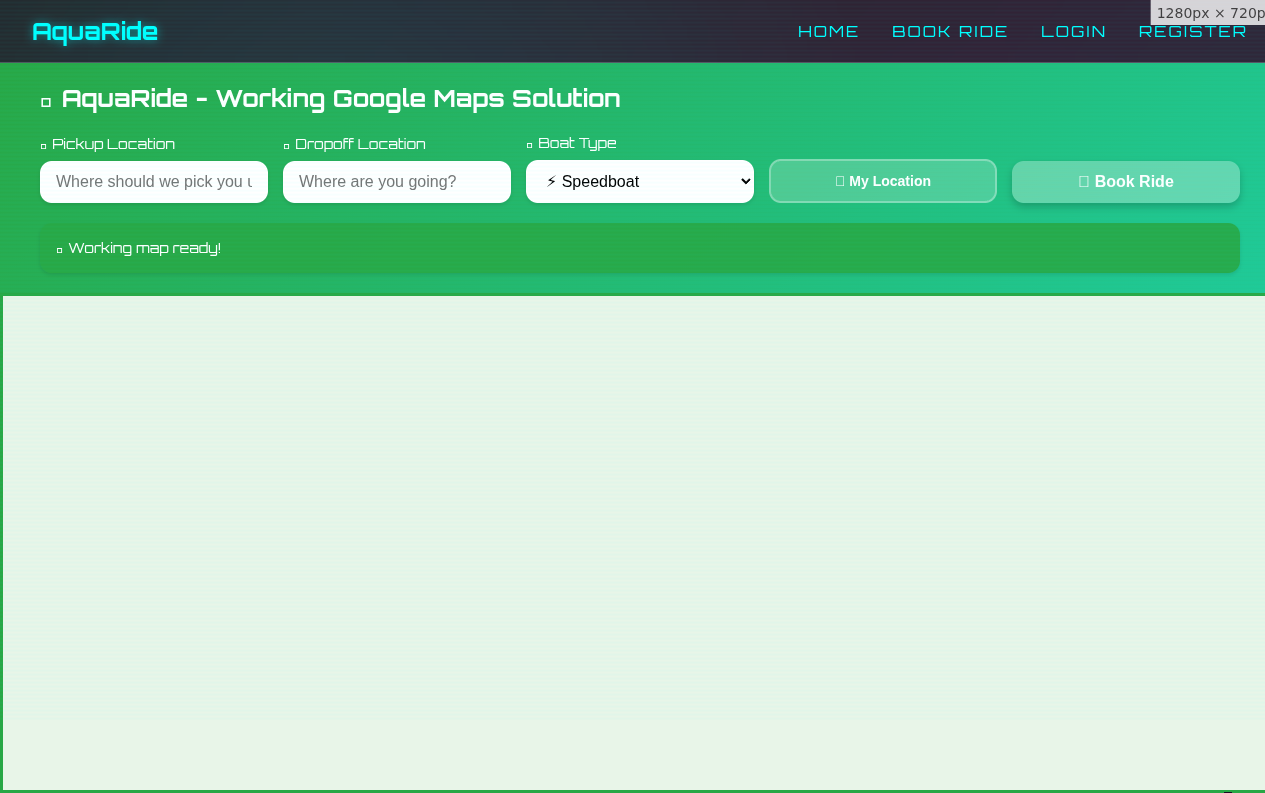 AquaRide
HOME BOOK RIDE LOGIN REGISTER
1280px × 720p
AquaRide - Working Google Maps Solution
Pickup Location Dropoff Location Boat Type
Where should we pick you Where are you going? ⚡ Speedboat My Location Book Ride
Working map ready!